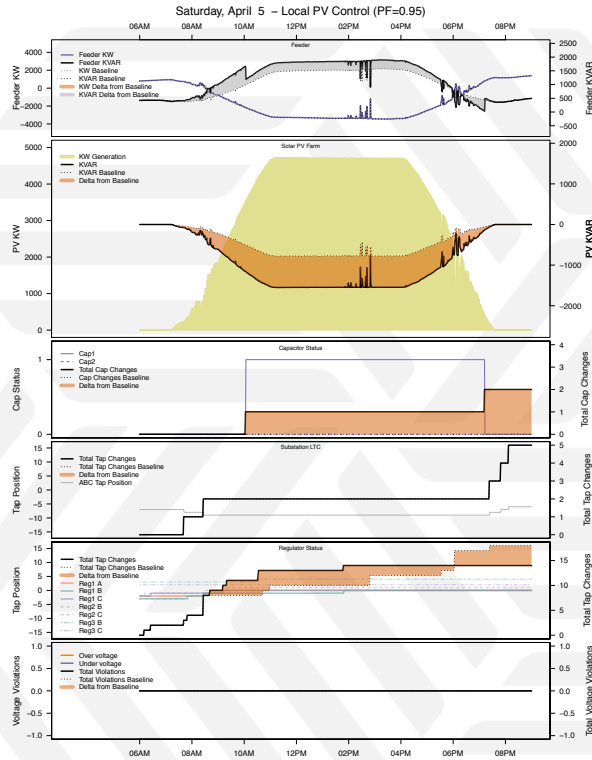 Saturday, April 5 – Local PV Control (PF=0.95)
06AM 08AM 10AM 12PM 02PM 04PM 06PM 08PM
Feeder
Feeder KW
Feeder KVAR
KW Baseline
KVAR Baseline
KW Delta from Baseline
KVAR Delta from Baseline
Feeder KW
4000
2000
0
−2000
−4000
2500
2000
1500
1000
500
0
−500
Feeder KVAR
Solar PV Farm
KW Generation
KVAR
KVAR Baseline
Delta from Baseline
PV KW
5000
4000
3000
2000
1000
0
2000
1000
0
−1000
−2000
PV KVAR
Capacitor Status
Cap1
Cap2
Total Cap Changes
Cap Changes Baseline
Delta from Baseline
Cap Status
1
0
4
3
2
1
0
Total Cap Changes
Substation LTC
Total Tap Changes
Total Tap Changes Baseline
Delta from Baseline
ABC Tap Position
Tap Position
15
10
5
0
−5
−10
−15
5
4
3
2
1
0
Total Tap Changes
Regulator Status
Total Tap Changes
Total Tap Changes Baseline
Delta from Baseline
Reg1 A
Reg1 B
Reg1 C
Reg2 B
Reg2 C
Reg3 B
Reg3 C
Tap Position
15
10
5
0
−5
−10
−15
15
10
5
0
Total Tap Changes
Over voltage
Under voltage
Total Violations
Total Violations Baseline
Delta from Baseline
Voltage Violations
1.0
0.5
0.0
−0.5
−1.0
1.0
0.5
0.0
−0.5
−1.0
Total Voltage Violations
06AM 08AM 10AM 12PM 02PM 04PM 06PM 08PM